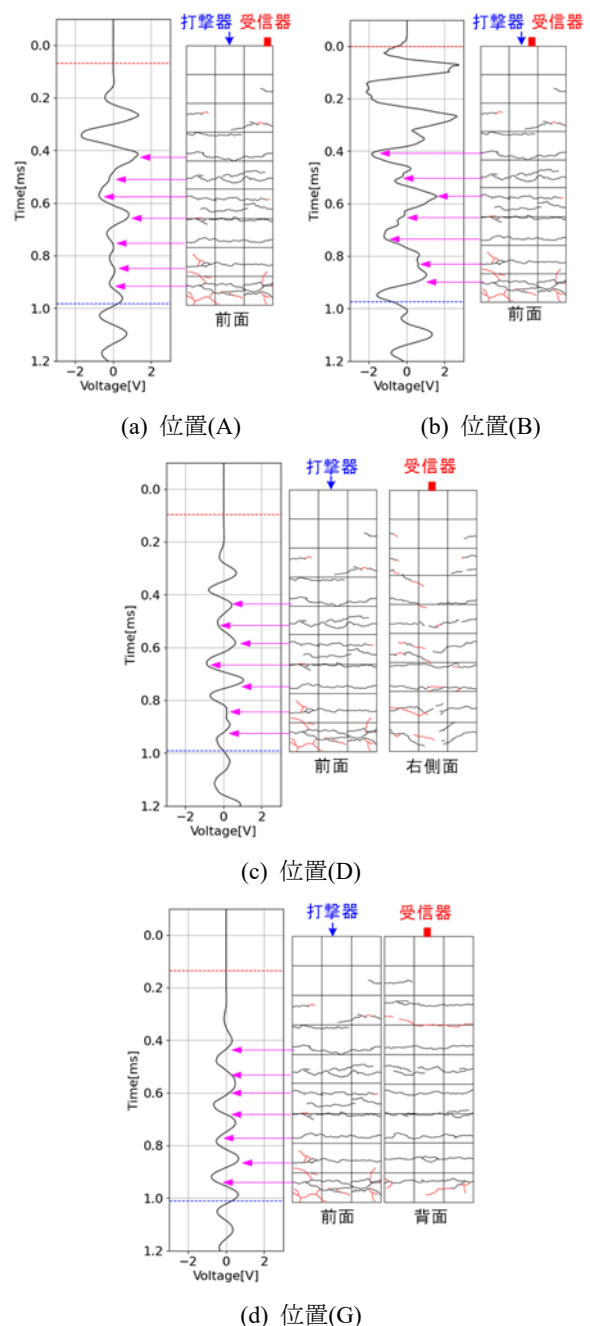 打撃器 受信器
打撃器 受信器
0.0
0.2
0.4
0.6
0.8
1.0
1.2
Time[ms]
−2 0 2
Voltage[V]
前面
0.0
0.2
0.4
0.6
0.8
1.0
1.2
Time[ms]
−2 0 2
Voltage[V]
前面
(a) 位置(A)
(b) 位置(B)
打撃器
受信器
0.0
0.2
0.4
0.6
0.8
1.0
1.2
Time[ms]
−2 0 2
Voltage[V]
前面
右側面
(c) 位置(D)
打撃器
受信器
0.0
0.2
0.4
0.6
0.8
1.0
1.2
Time[ms]
−2 0 2
Voltage[V]
前面
背面
(d) 位置(G)